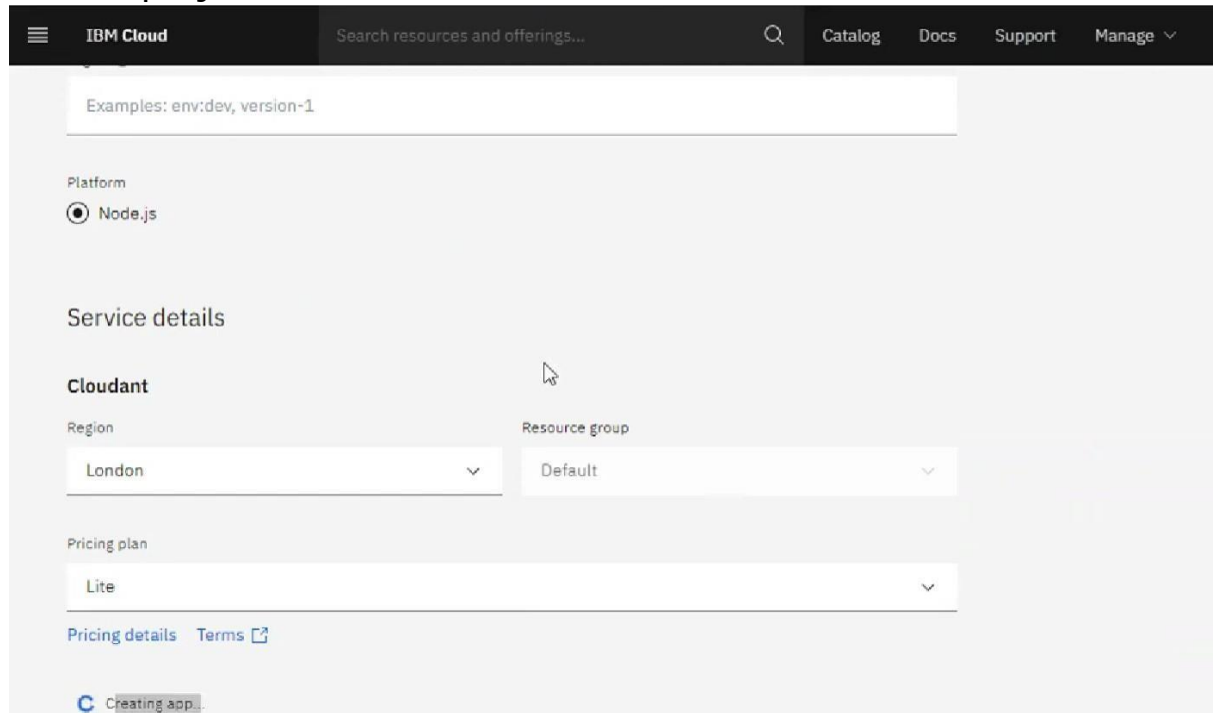 IBM Cloud Search resources and offerings... Catalog Docs Support Manage
Examples: env:dev, version-1
Platform
Node.js
Service details
Cloudant
Region Resource group
London Default
Pricing plan
Lite
Pricing details Terms
Creating app...